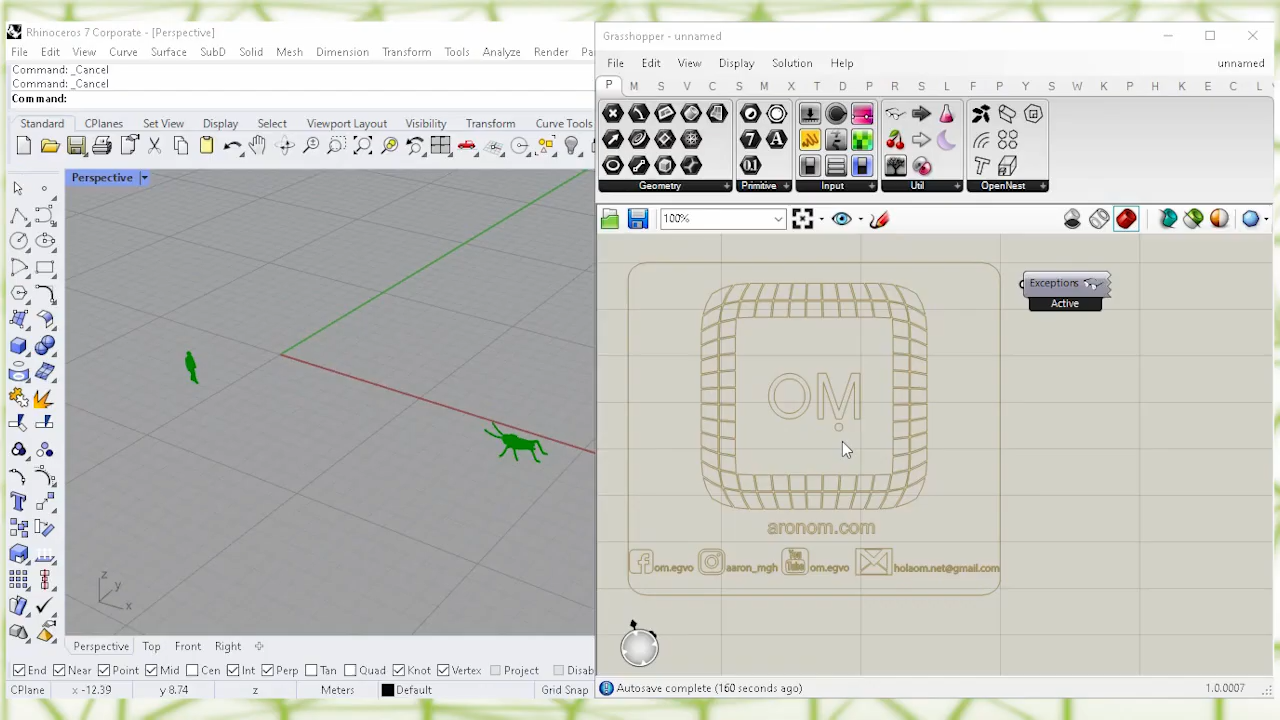 Rhinoceros 7 Corporate - [Perspective]
File Edit View Curve Surface SubD Solid Mesh Dimension Transform Tools Analyze Render Pa
Command: _Cancel
Command: _Cancel
Command:
Standard CPlanes Set View Display Select Viewport Layout Visibility Transform Curve Tools
Perspective
z
y
x
Perspective Top Front Right
End Near Point Mid Cen Int Perp Tan Quad Knot Vertex Project Disab
CPlane x -12.39 y 8.74 z Meters Default Grid Snap
Grasshopper - unnamed
File Edit View Display Solution Help unnamed
P M S V C S M X T D P R S L P Y S W K P H E L
Geometry Primitive Input Util OpenNest
100%
Exceptions
Active
OM
aronom.com
om.egvo aaron_mgh You Tube om.egvo holaom.net@gmail.com
Autosave complete (160 seconds ago) 1.0.0007